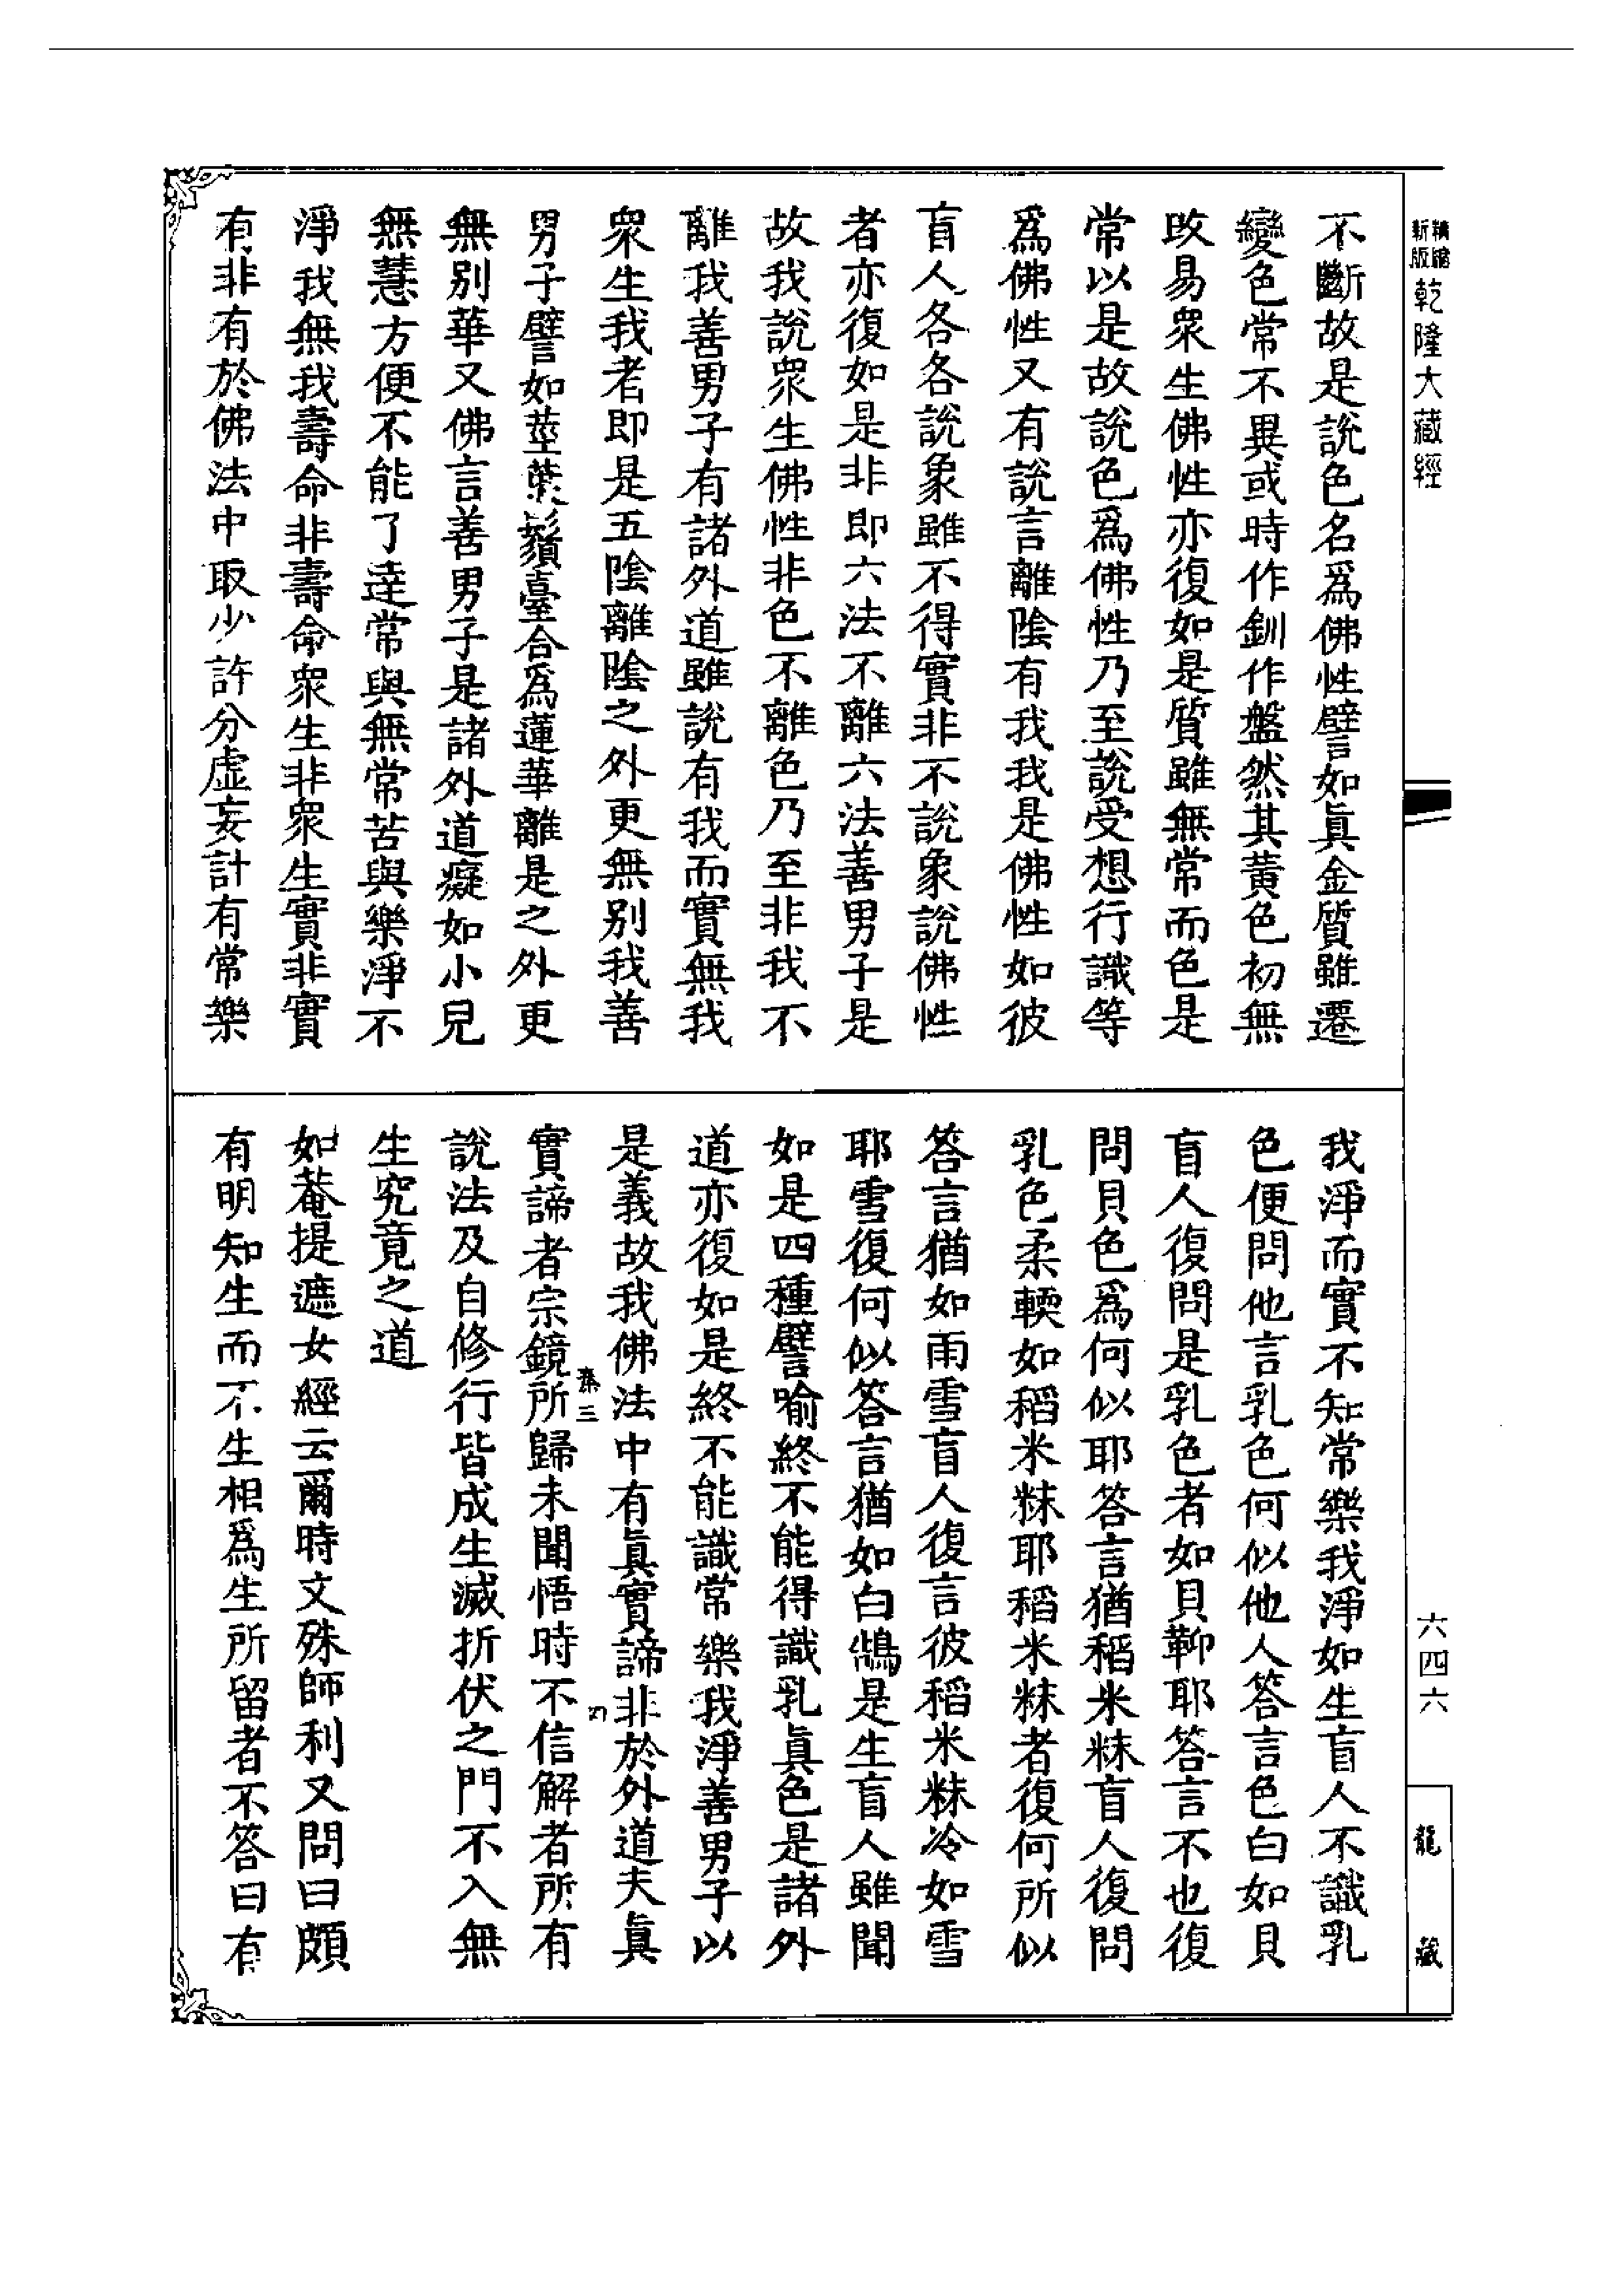 精縮
新版
乾隆大藏經
六四六
龍藏
不斷故是說色名爲佛性譬如眞金質雖遷
變色常不異或時作釧作盤然其黃色初無
改易衆生佛性亦復如是質雖無常而色是
常以是故說色爲佛性乃至說受想行識等
爲佛性又有說言離陰有我我是佛性如彼
盲人各各說象雖不得實非不說象說佛性
者亦復如是非即六法不離六法善男子是
故我說衆生佛性非色不離色乃至非我不
離我善男子有諸外道雖說有我而實無我
衆生我者即是五陰離陰之外更無別我善
男子譬如莖葉鬚臺合爲蓮華離是之外更
無別華又佛言善男子是諸外道癡如小兒
無慧方便不能了達常與無常苦與樂淨不
淨我無我壽命非壽命衆生非衆生實非實
有非有於佛法中取少許分虛妄計有常樂
我淨而實不知常樂我淨如生盲人不識乳
色便問他言乳色何似他人答言色白如貝
盲人復問是乳色者如貝聊耶答言不也復
問貝色爲何似耶答言猶稻米粖盲人復問
乳色柔輭如稻米粖耶稻米粖者復何所似
答言猶如雨雪盲人復言彼稻米粖冷如雪
耶雪復何似答言猶如白鵠是生盲人雖聞
如是四種譬喻終不能得識乳眞色是諸外
道亦復如是終不能識常樂我淨善男子以
是義故我佛法中有眞實諦非於外道夫眞
實諦者宗鏡所歸未聞悟時不信解者所有
說法及自修行皆成生滅折伏之門不入無
生究竟之道
如菴提遮女經云爾時文殊師利又問曰頗
有明知生而不生相爲生所留者不答曰有